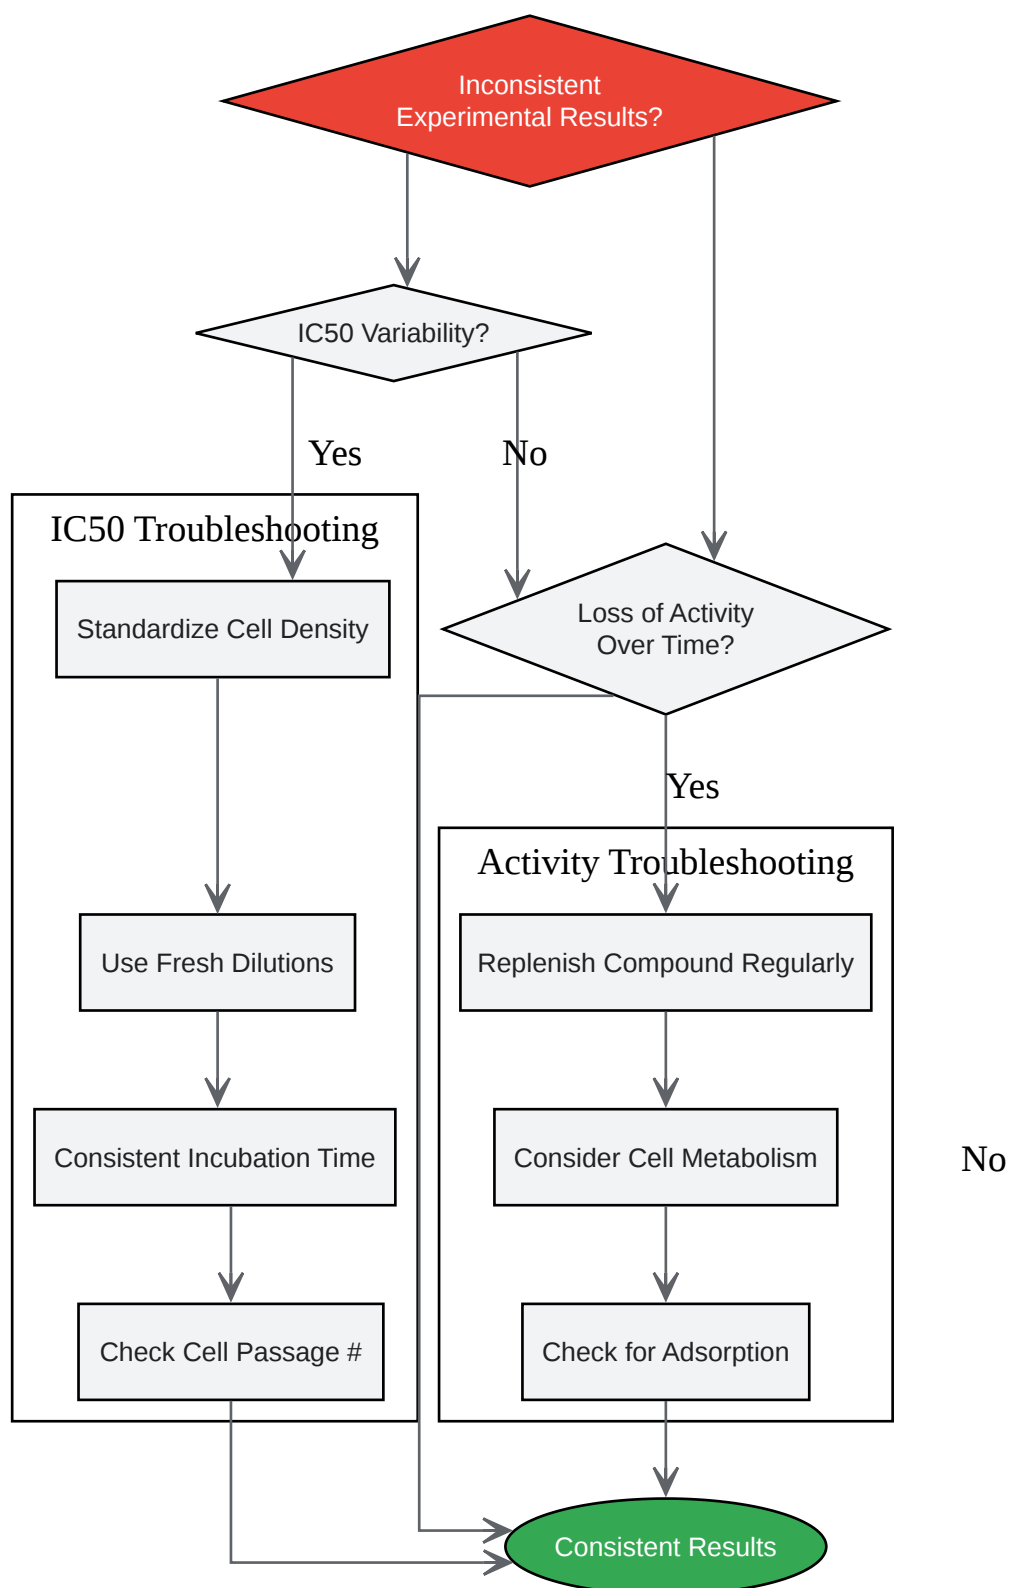 Inconsistent
Experimental Results?
IC50 Variability?
Yes
No
IC50 Troubleshooting
Standardize Cell Density
Loss of Activity
Over Time?
Yes
Activity Troubleshooting
Use Fresh Dilutions
Replenish Compound Regularly
Consistent Incubation Time
Consider Cell Metabolism
No
Check Cell Passage #
Check for Adsorption
Consistent Results